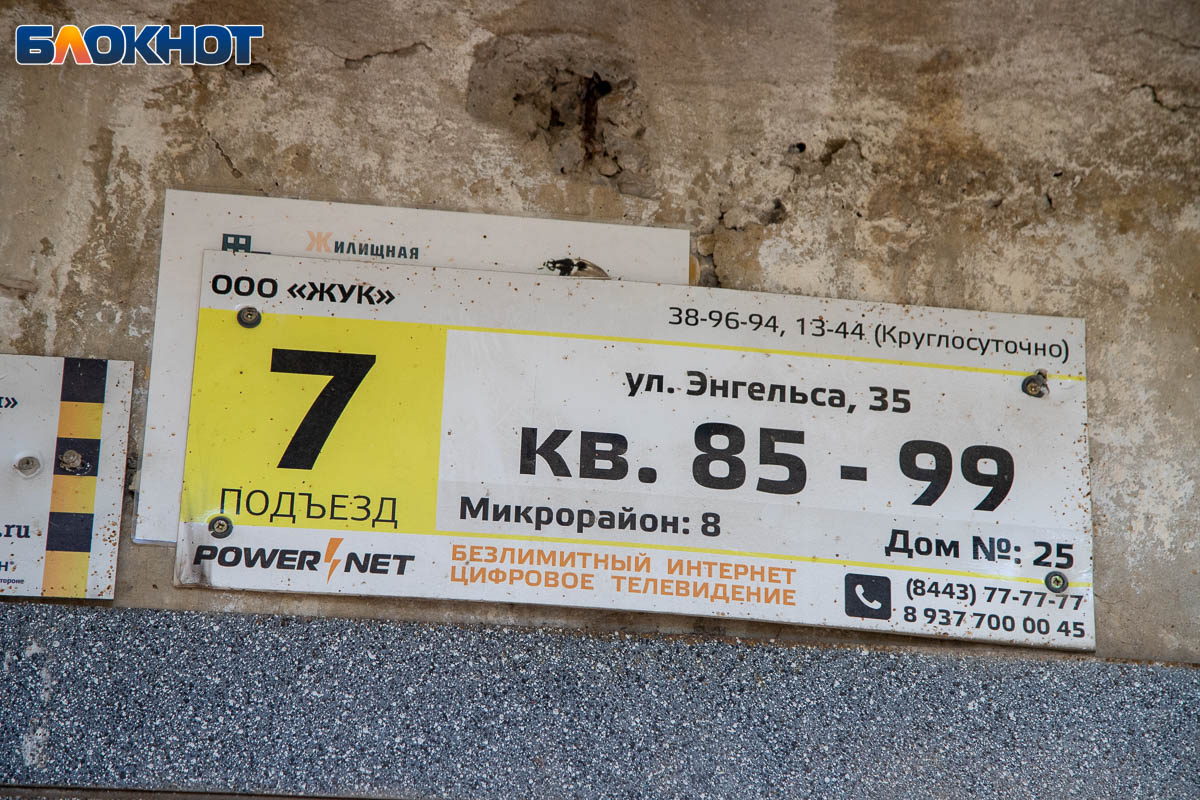 БЛОКНОТ
ЖИЛИЩНАЯ
ООО «ЖУК»
38-96-94, 13-44 (Круглосуточно)
7
ПОДЪЕЗД
ул. Энгельса, 35
кв. 85 - 99
Микрорайон: 8
Дом №: 25
POWER NET
БЕЗЛИМИТНЫЙ ИНТЕРНЕТ
ЦИФРОВОЕ ТЕЛЕВИДЕНИЕ
(8443) 77-77-77
8 937 700 00 45
.ru